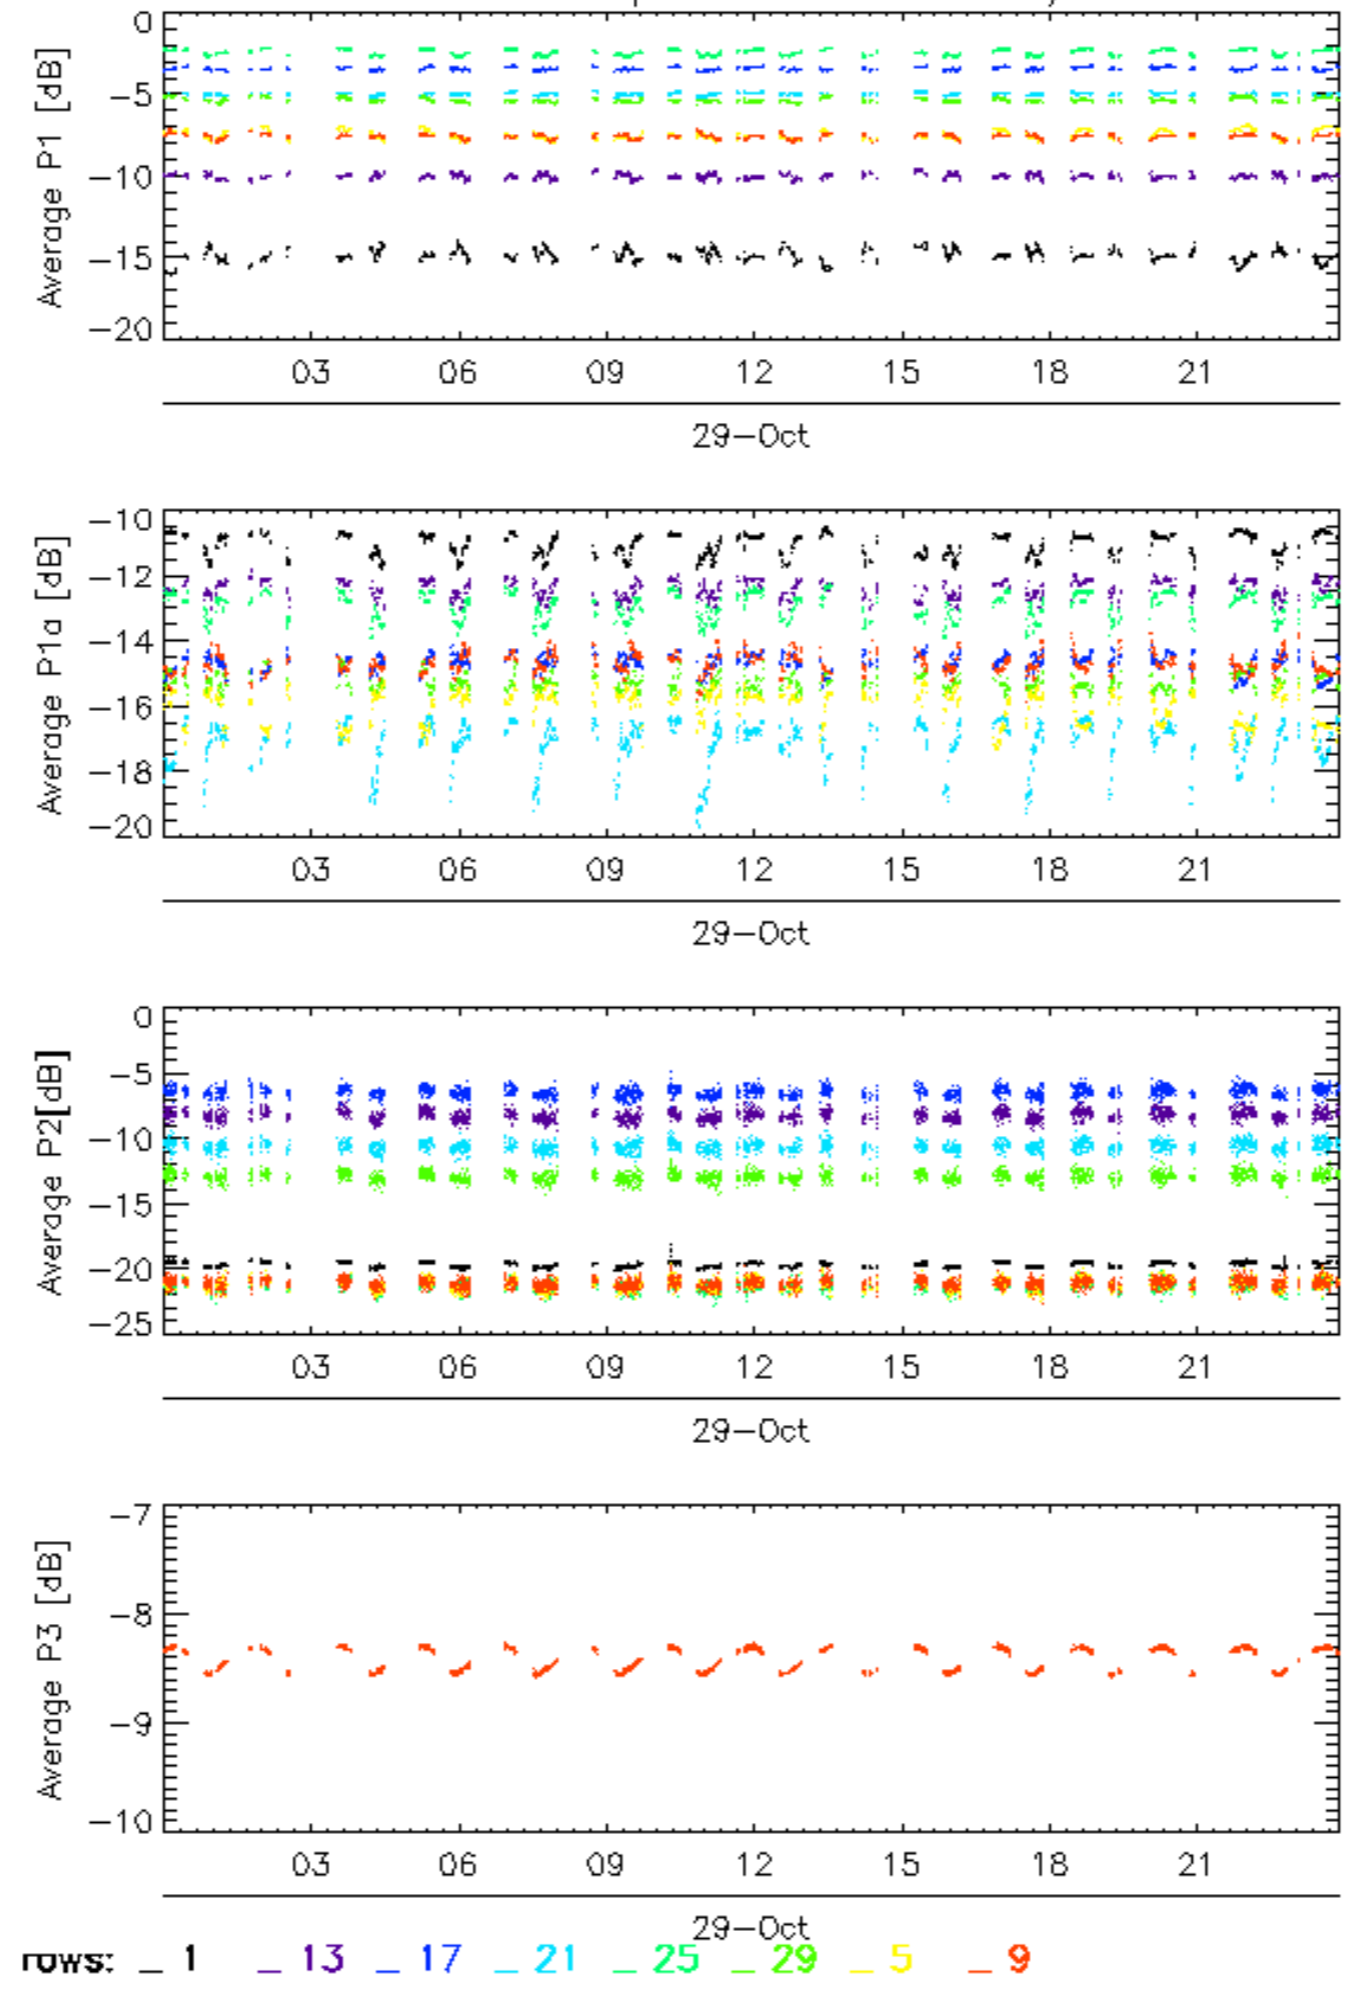 0
−5
−10
−15
−20
Average P1 [dB]
03 06 09 12 15 18 21
29−Oct
−10
−12
−14
−16
−18
−20
Average P1a [dB]
03 06 09 12 15 18 21
29−Oct
0
−5
−10
−15
−20
−25
Average P2[dB]
03 06 09 12 15 18 21
29−Oct
−7
−8
−9
−10
Average P3 [dB]
03 06 09 12 15 18 21
29−Oct
rows: _ 1 _ 13 _ 17 _ 21 _ 25 _ 29 _ 5 _ 9